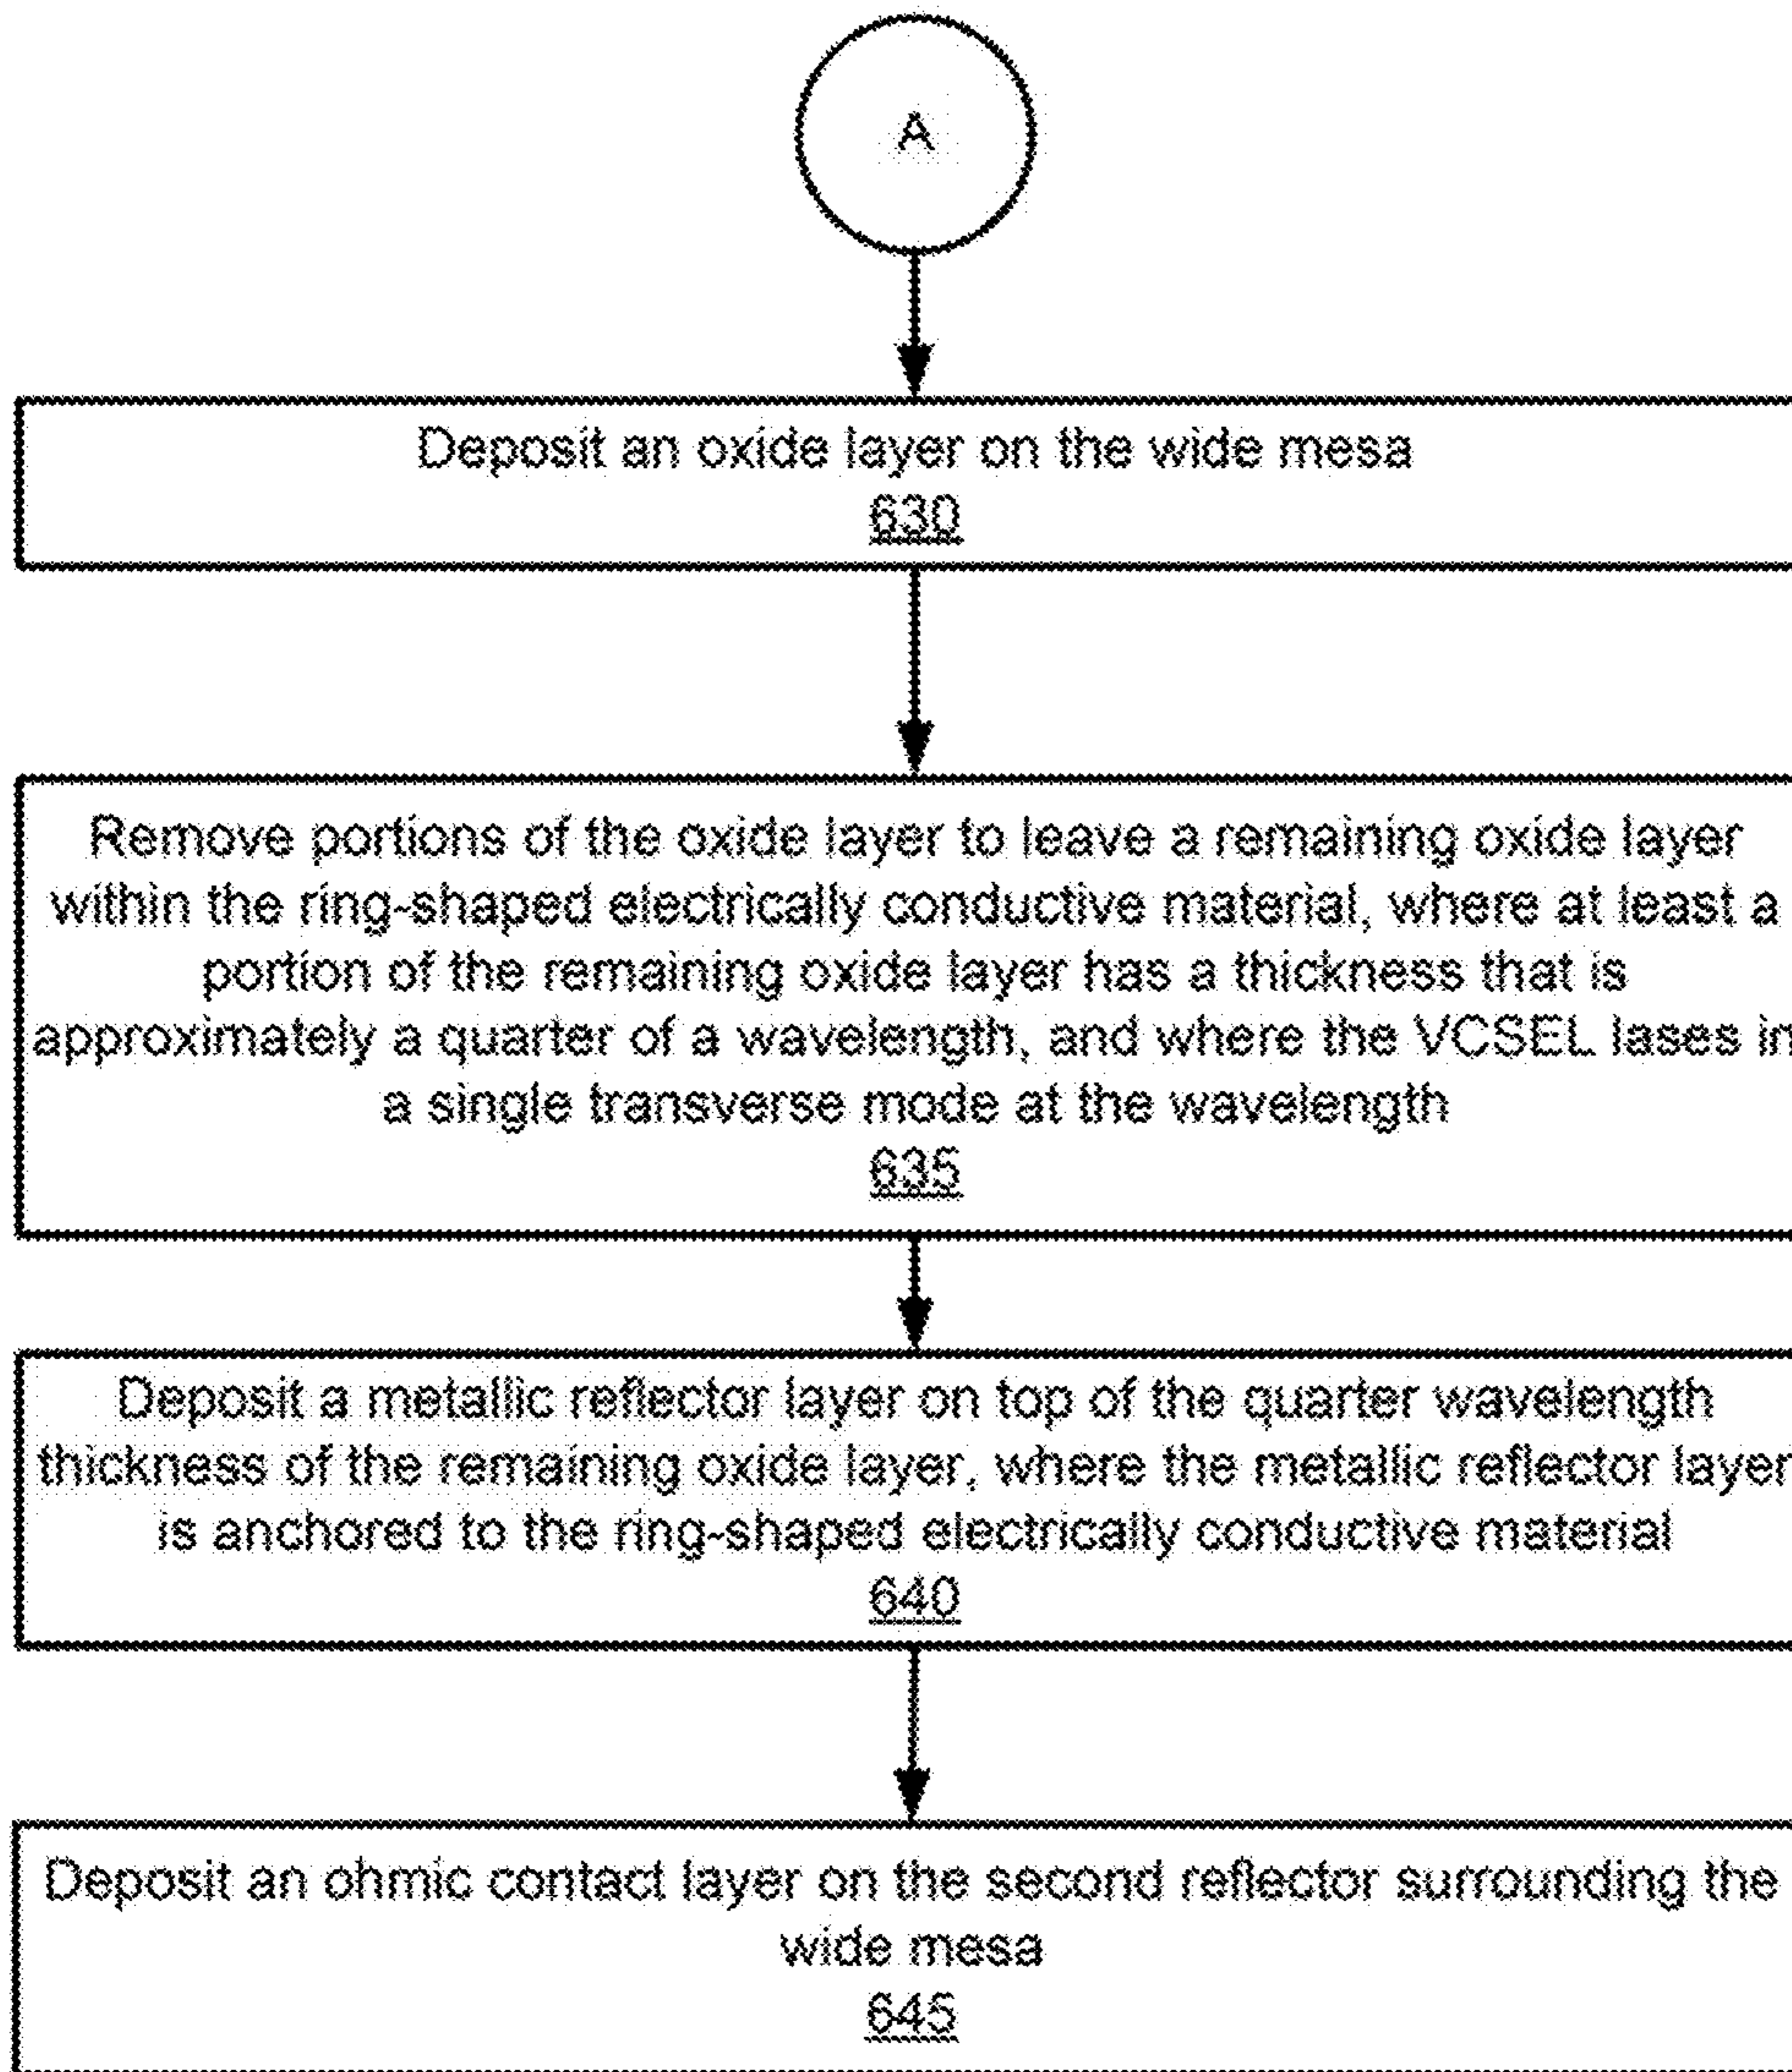 A
Deposit an oxide layer on the wide mesa
630
Remove portions of the oxide layer to leave a remaining oxide layer
within the ring-shaped electrically conductive material, where at least a
portion of the remaining oxide layer has a thickness that is
approximately a quarter of a wavelength, and where the VCSEL lases in
a single transverse mode at the wavelength
635
Deposit a metallic reflector layer on top of the quarter wavelength
thickness of the remaining oxide layer, where the metallic reflector layer
is anchored to the ring-shaped electrically conductive material
640
Deposit an ohmic contact layer on the second reflector surrounding the
wide mesa
645